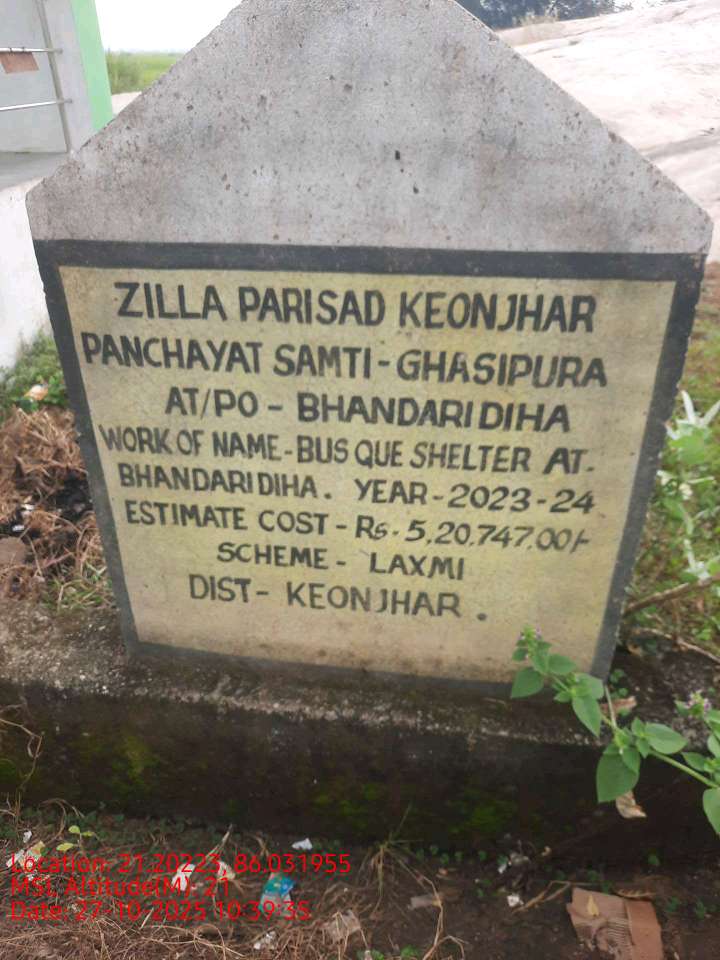 ZILLA PARISAD KEONJHAR
PANCHAYAT SAMTI-GHASIPURA
AT/PO - BHANDARIDIHA
WORK OF NAME-BUS QUE SHELTER AT.
BHANDARIDIHA. YEAR-2023-24
ESTIMATE COST-Rs.5,20,747.00/-
SCHEME- LAXMI
DIST- KEONJHAR.
Location: 21.20223, 86.031955
MSL Altitude(M): 21
Date: 27-10-2025 10:39:35